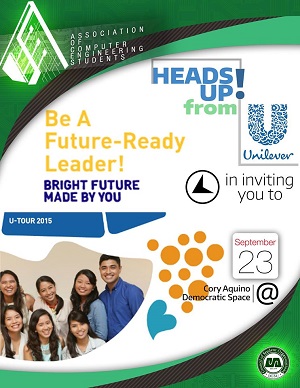 ASSOCIATION
OF
COMPUTER
ENGINEERING
STUDENTS
HEADS
UP!
from
Unilever
Be A
Future-Ready
Leader!
BRIGHT FUTURE
MADE BY YOU
in inviting
you to
U-TOUR 2015
September
23
Cory Aquino
Democratic Space
@